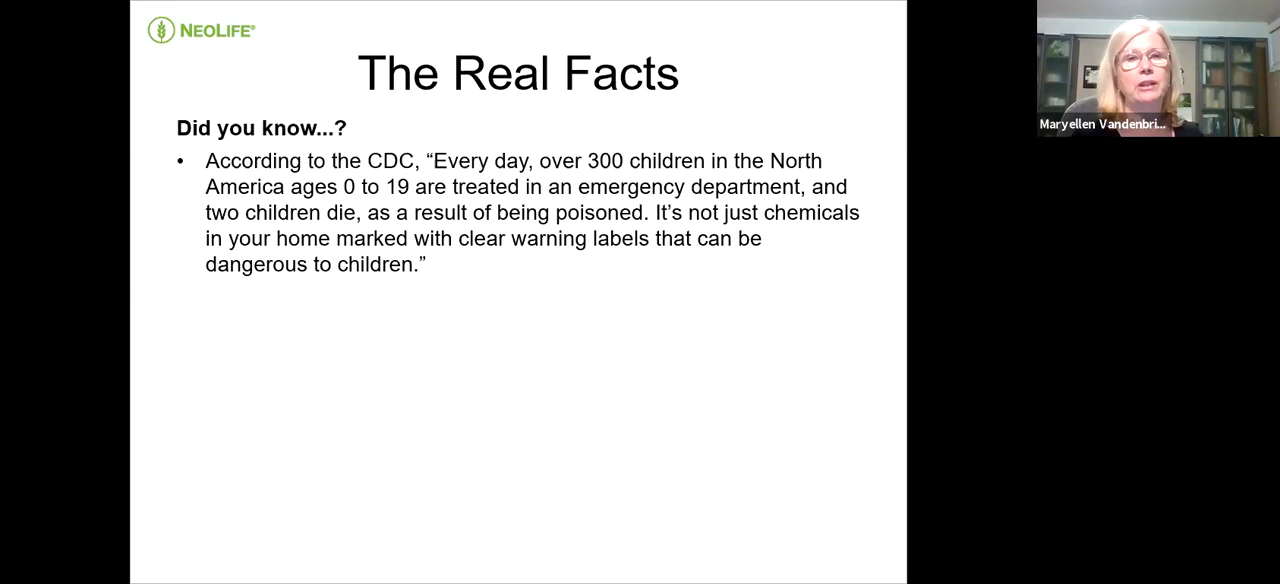 NEOLIFE®
The Real Facts
Did you know...?
• According to the CDC, “Every day, over 300 children in the North
America ages 0 to 19 are treated in an emergency department, and
two children die, as a result of being poisoned. It’s not just chemicals
in your home marked with clear warning labels that can be
dangerous to children.”
Maryellen Vandenbri...